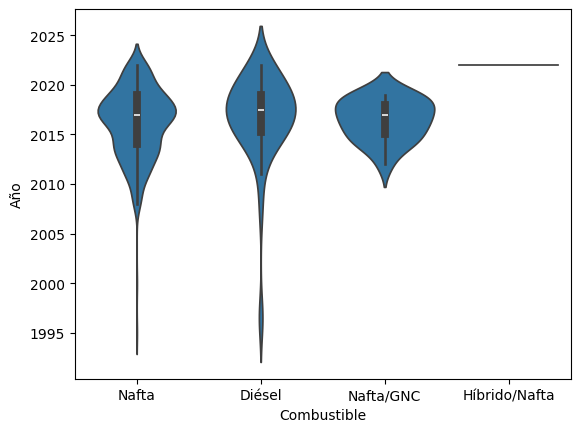 2025
2020
2015
2010
2005
2000
1995
Año
Nafta
Diésel
Nafta/GNC
Híbrido/Nafta
Combustible